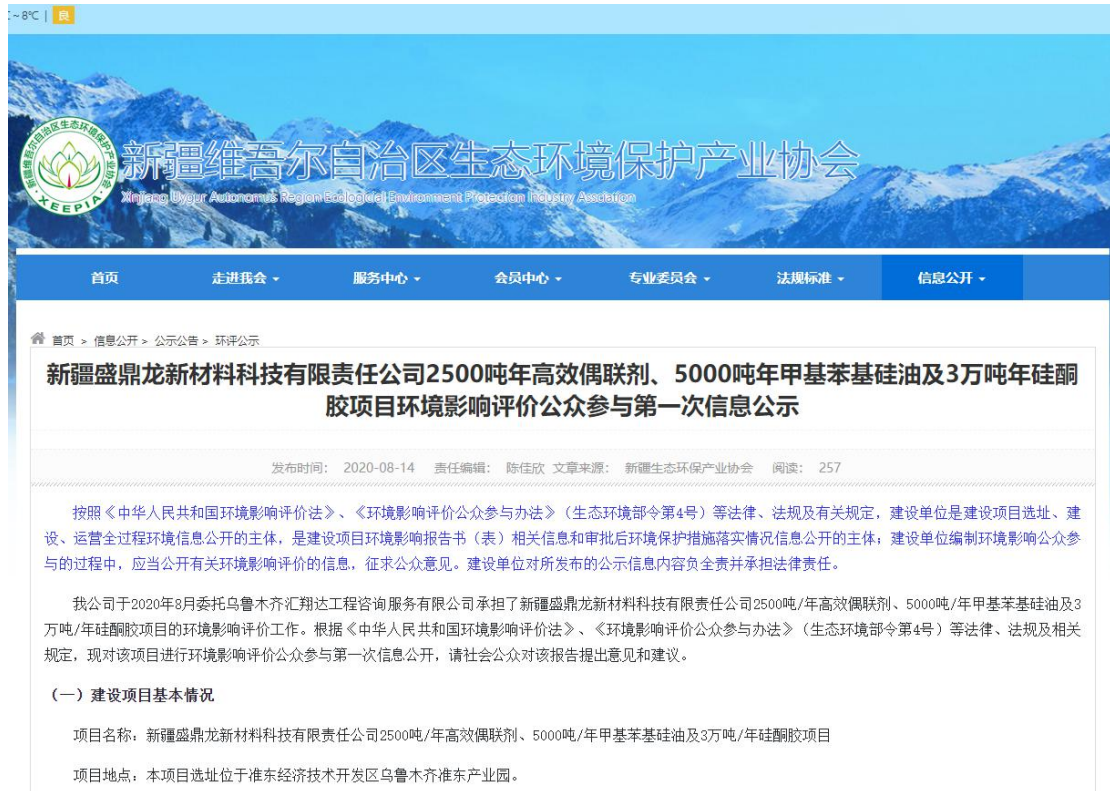 ~8℃ | 良
新疆维吾尔自治区生态环境保护产业协会
Xinjiang Uygur Autonomous Region Ecological Environment Protection Industry Association
新疆维吾尔自治区生态环境保护产业协会
XEEPIA
首页 走进我会 服务中心 会员中心 专业委员会 法规标准 信息公开
首页 > 信息公开 > 公示公告 > 环评公示
新疆盛鼎龙新材料科技有限责任公司2500吨年高效偶联剂、5000吨年甲基苯基硅油及3万吨年硅酮
胶项目环境影响评价公众参与第一次信息公示
发布时间： 2020-08-14 责任编辑： 陈佳欣 文章来源： 新疆生态环保产业协会 阅读： 257
按照《中华人民共和国环境影响评价法》、《环境影响评价公众参与办法》（生态环境部令第4号）等法律、法规及有关规定，建设单位是建设项目选址、建
设、运营全过程环境信息公开的主体，是建设项目环境影响报告书（表）相关信息和审批后环境保护措施落实情况信息公开的主体；建设单位编制环境影响公众参
与的过程中，应当公开有关环境影响评价的信息，征求公众意见。建设单位对所发布的公示信息内容负全责并承担法律责任。
我公司于2020年8月委托乌鲁木齐汇翔达工程咨询服务有限公司承担了新疆盛鼎龙新材料科技有限责任公司2500吨/年高效偶联剂、5000吨/年甲基苯基硅油及3
万吨/年硅酮胶项目的环境影响评价工作。根据《中华人民共和国环境影响评价法》、《环境影响评价公众参与办法》（生态环境部令第4号）等法律、法规及相关
规定，现对该项目进行环境影响评价公众参与第一次信息公开，请社会公众对该报告提出意见和建议。
（一）建设项目基本情况
项目名称：新疆盛鼎龙新材料科技有限责任公司2500吨/年高效偶联剂、5000吨/年甲基苯基硅油及3万吨/年硅酮胶项目
项目地点：本项目选址位于准东经济技术开发区乌鲁木齐准东产业园。